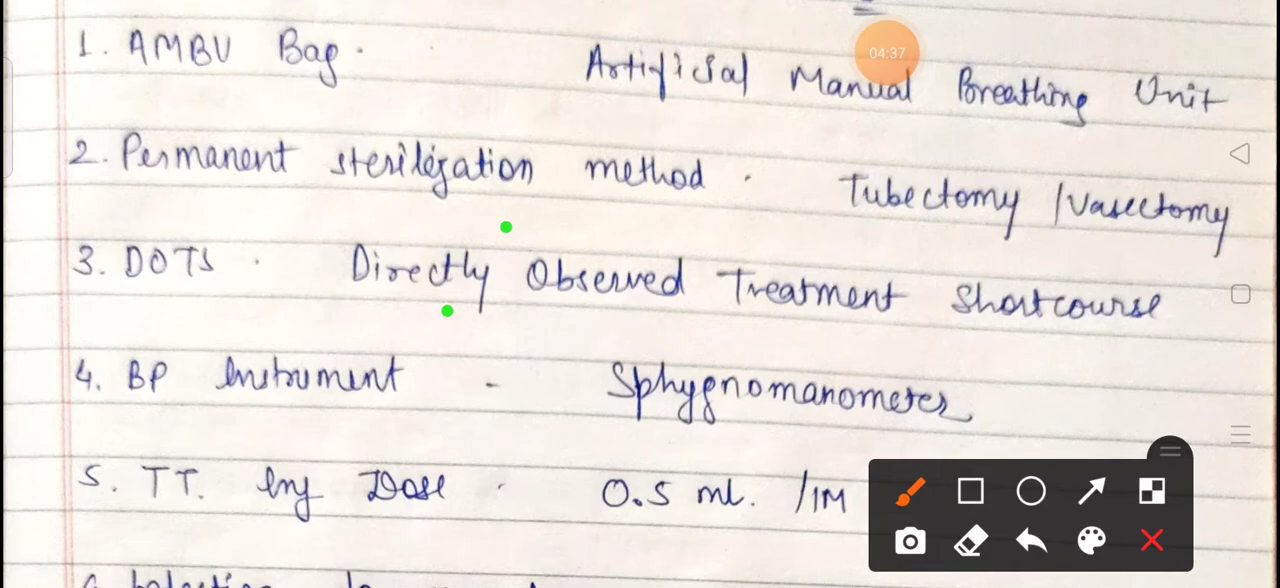 04:37
1. AMBU Bag. Artificial Manual Breathing Unit
2. Permanent sterilization method. Tubectomy / Vasectomy
3. DOTS. Directly Observed Treatment Shortcourse
4. BP Instrument - Sphygnomanometer
5. TT. Inj Dose. 0.5 ml. / IM